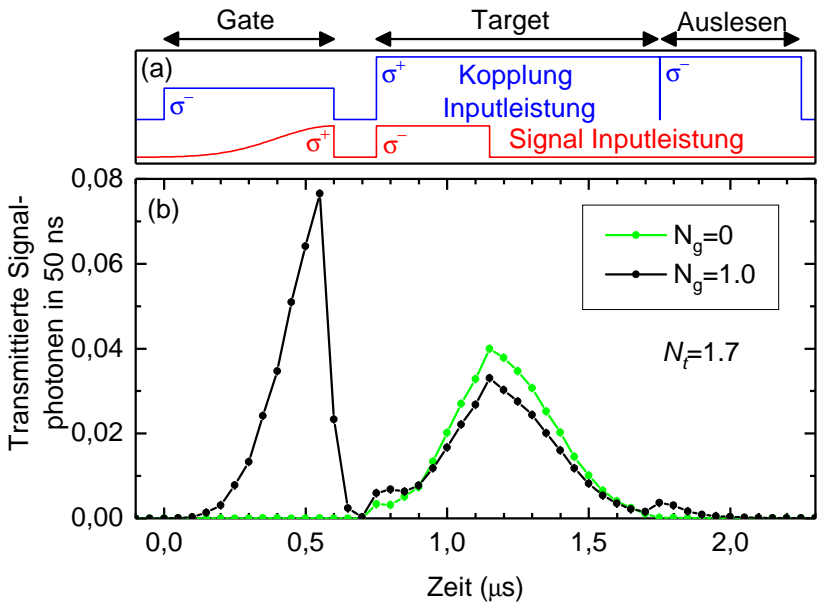 Gate Target Auslesen
(a) σ⁺ Kopplung σ⁻
σ⁻ Inputleistung
σ⁺ σ⁻ Signal Inputleistung
0,08
(b)
N_g=0
0,06
N_g=1.0
N_t=1.7
0,04
0,02
0,00
Transmittierte Signal-
photonen in 50 ns
0,0 0,5 1,0 1,5 2,0
Zeit (μs)